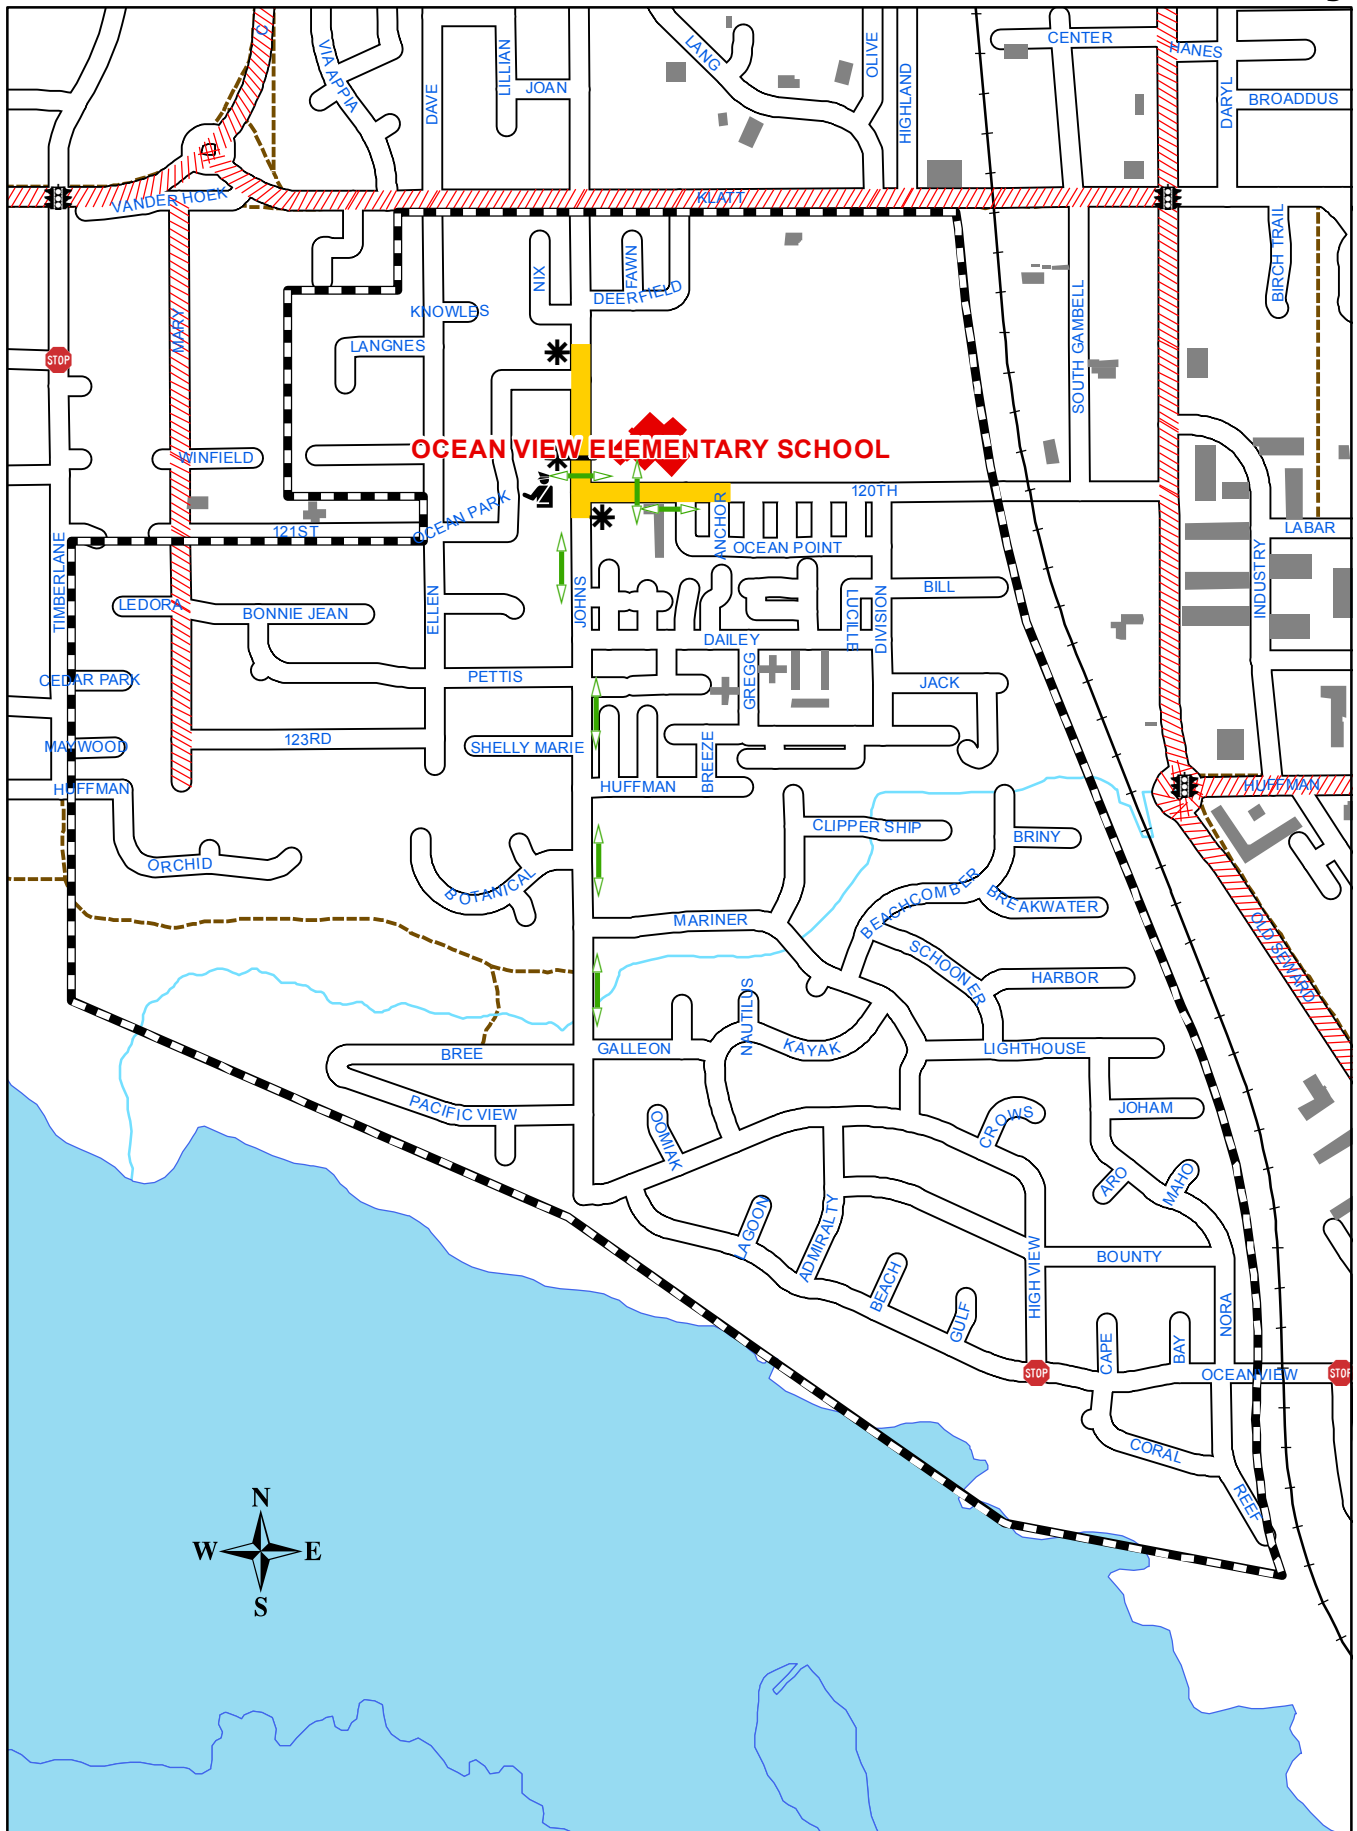 C
VIA APPIA
DAVE
LILLIAN
JOAN
LANG
OLIVE
HIGHLAND
CENTER
HANES
DARYL
BROADDUS
VANDER HOEK
KLATT
MARY
NIX
FAWN
DEERFIELD
KNOWLES
LANGNES
BIRCH TRAIL
SOUTH GAMBELL
STOP
OCEAN VIEW ELEMENTARY SCHOOL
WINFIELD
OCEAN PARK
120TH
ANCHOR
121ST
OCEAN POINT
LABAR
INDUSTRY
TIMBERLANE
LEDORA
BONNIE JEAN
ELLEN
JOHNS
BILL
LUCILLE
DIVISION
DAILEY
GREGG
PETTIS
JACK
CEDAR PARK
123RD
MAYWOOD
SHELLY MARIE
BREEZE
HUFFMAN
HUFFMAN
HUFFMAN
CLIPPER SHIP
BRINY
ORCHID
BOTANICAL
BEACHCOMBER
BREAKWATER
MARINER
SCHOONER
HARBOR
OLD SEWARD
NAUTILUS
BREE
GALLEON
KAYAK
LIGHTHOUSE
PACIFIC VIEW
OOMIAK
CROWS
JOHAM
ARO
MAHO
LAGOON
ADMIRALTY
BEACH
GULF
HIGH VIEW
BOUNTY
NORA
CAPE
BAY
STOP
OCEANVIEW
STOP
CORAL
REEF
N
W
E
S